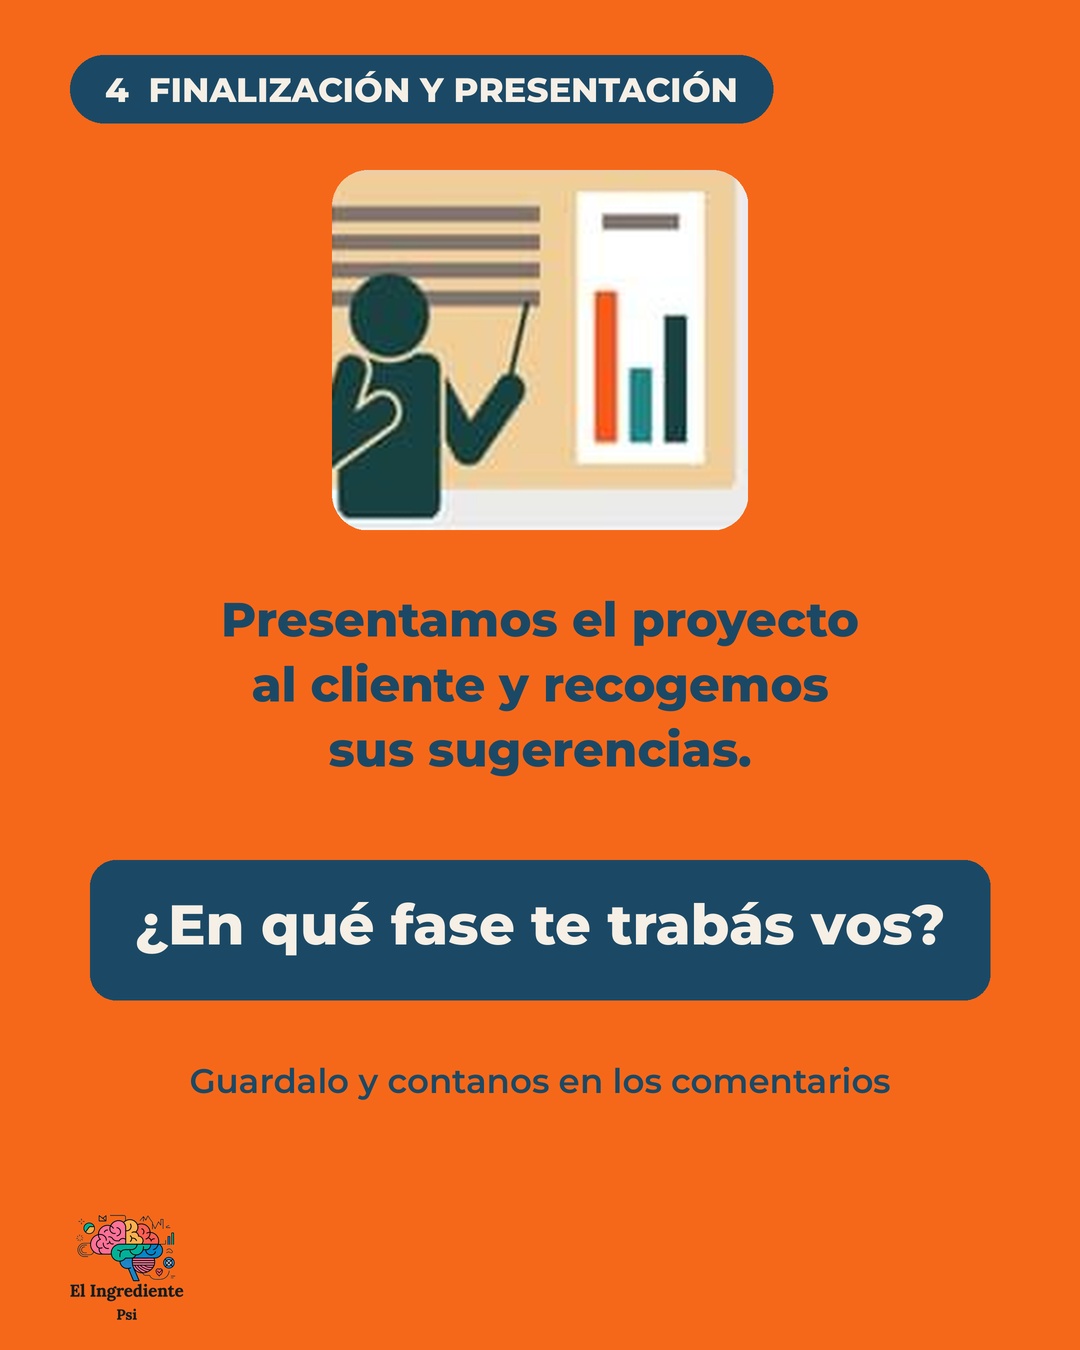 4 FINALIZACIÓN Y PRESENTACIÓN
Presentamos el proyecto
al cliente y recogemos
sus sugerencias.
¿En qué fase te trabás vos?
Guardalo y contanos en los comentarios
El Ingrediente
Psi